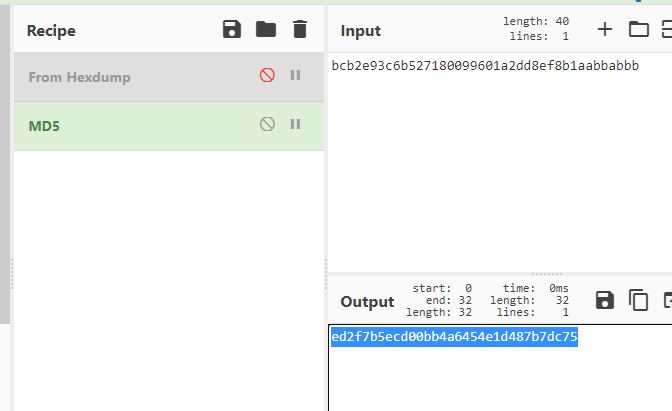 Recipe
From Hexdump
MD5
Input
length: 40
lines: 1
bcb2e93c6b527180099601a2dd8ef8b1aabbabbb
Output
start: 0
end: 32
length: 32
time: 0ms
length: 32
lines: 1
ed2f7b5ecd00bb4a6454e1d487b7dc75